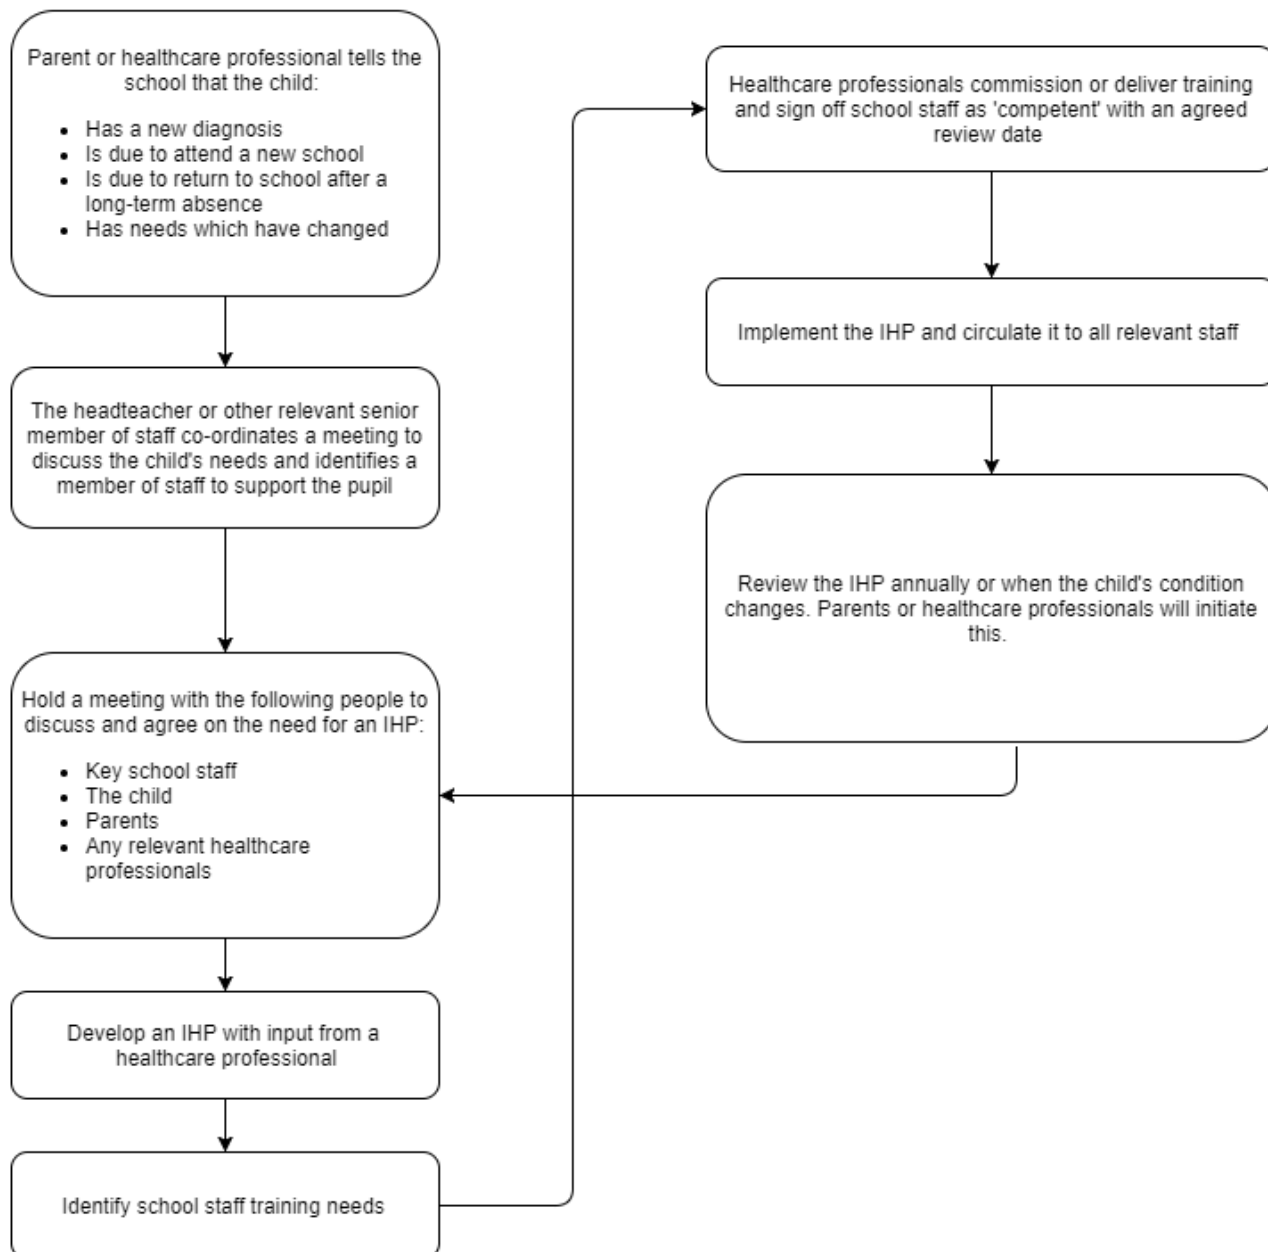 Parent or healthcare professional tells the
school that the child:
• Has a new diagnosis
• Is due to attend a new school
• Is due to return to school after a
long-term absence
• Has needs which have changed
The headteacher or other relevant senior
member of staff co-ordinates a meeting to
discuss the child's needs and identifies a
member of staff to support the pupil
Hold a meeting with the following people to
discuss and agree on the need for an IHP:
• Key school staff
• The child
• Parents
• Any relevant healthcare
professionals
Develop an IHP with input from a
healthcare professional
Identify school staff training needs
Healthcare professionals commission or deliver training
and sign off school staff as 'competent' with an agreed
review date
Implement the IHP and circulate it to all relevant staff
Review the IHP annually or when the child's condition
changes. Parents or healthcare professionals will initiate
this.